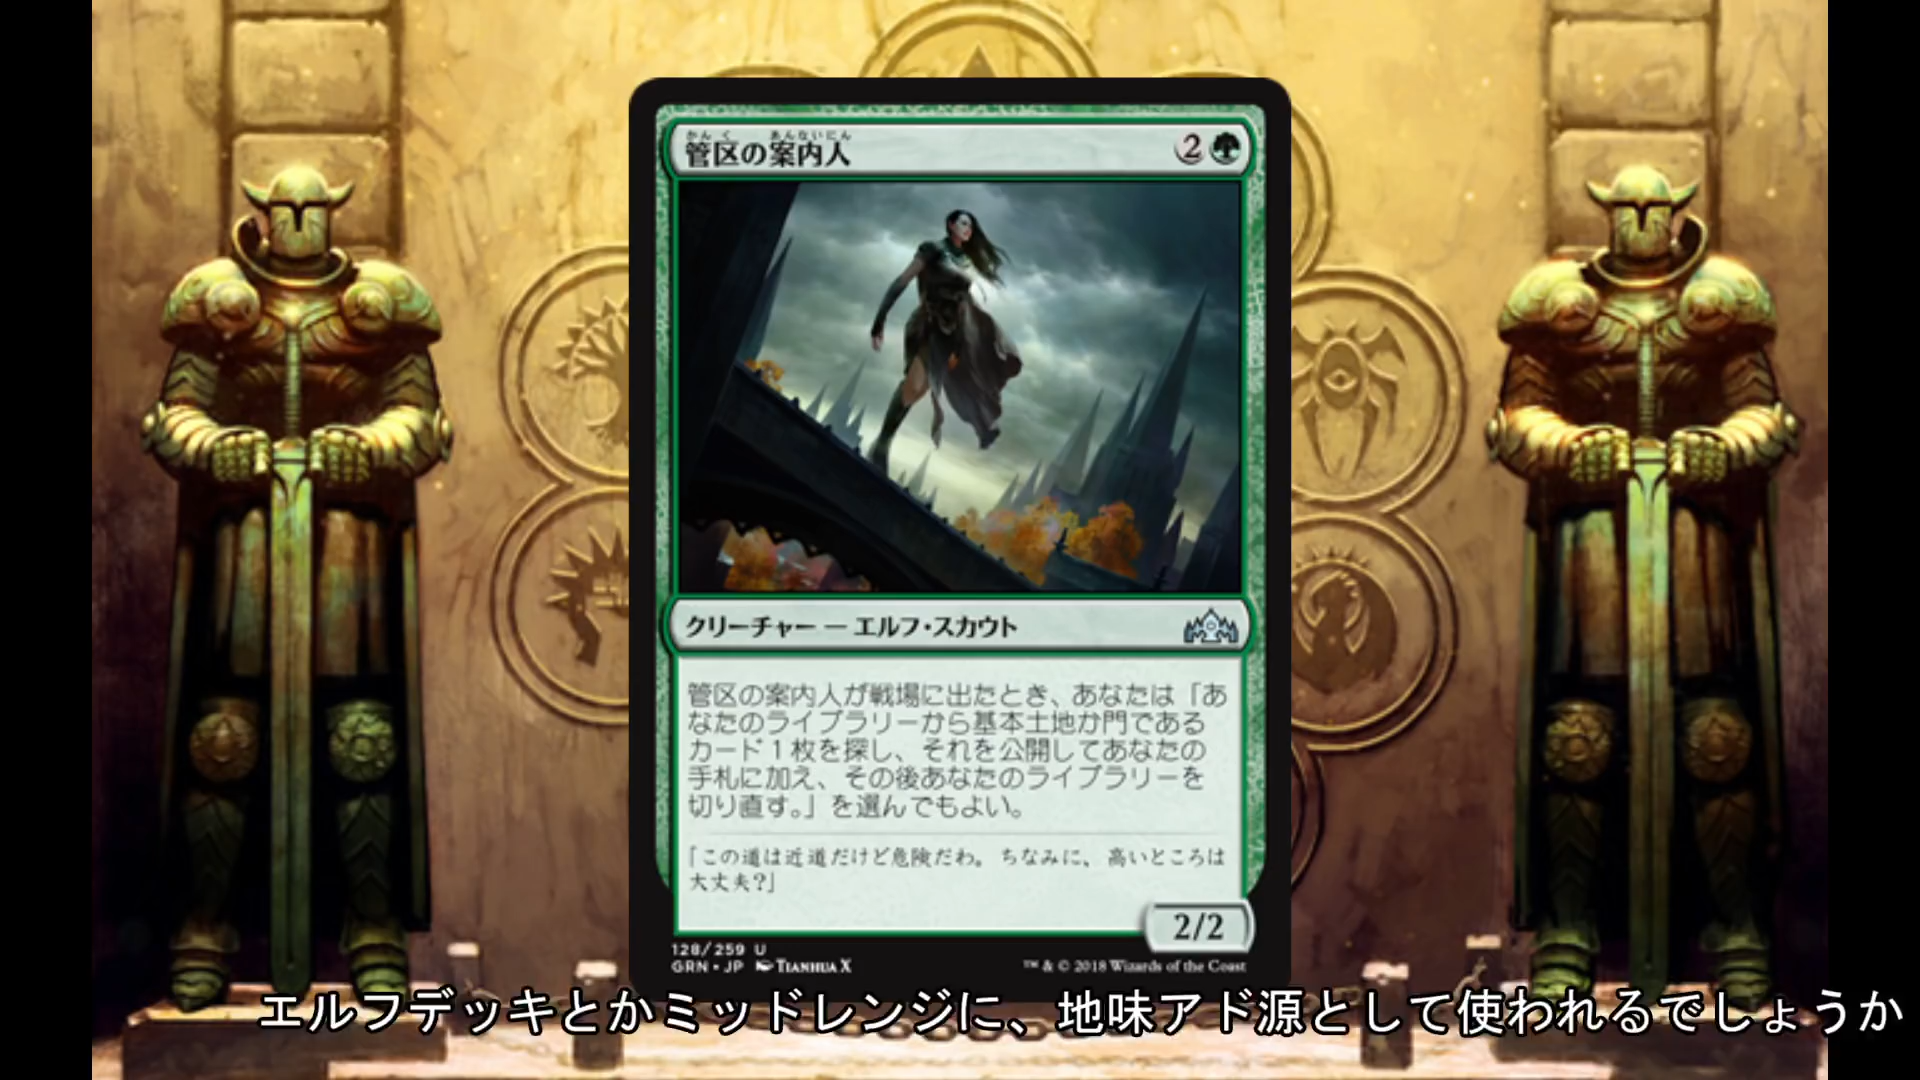 かんく あんないにん
管区の案内人 2
クリーチャー — エルフ・スカウト
管区の案内人が戦場に出たとき、あなたは「あ
なたのライブラリーから基本土地か門である
カード1枚を探し、それを公開してあなたの
手札に加え、その後あなたのライブラリーを
切り直す。」を選んでもよい。
「この道は近道だけど危険だわ。ちなみに、高いところは
大丈夫?」
2/2
128/259 U
GRN • JP TIANHUA X
™ & © 2018 Wizards of the Coast
エルフデッキとかミッドレンジに、地味アド源として使われるでしょうか